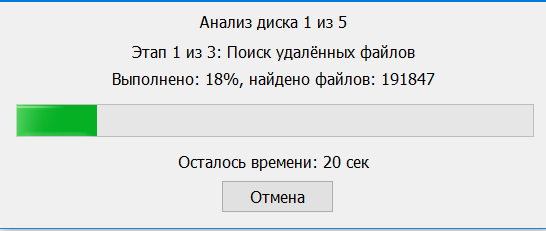 Анализ диска 1 из 5
Этап 1 из 3: Поиск удалённых файлов
Выполнено: 18%, найдено файлов: 191847
Осталось времени: 20 сек
Отмена